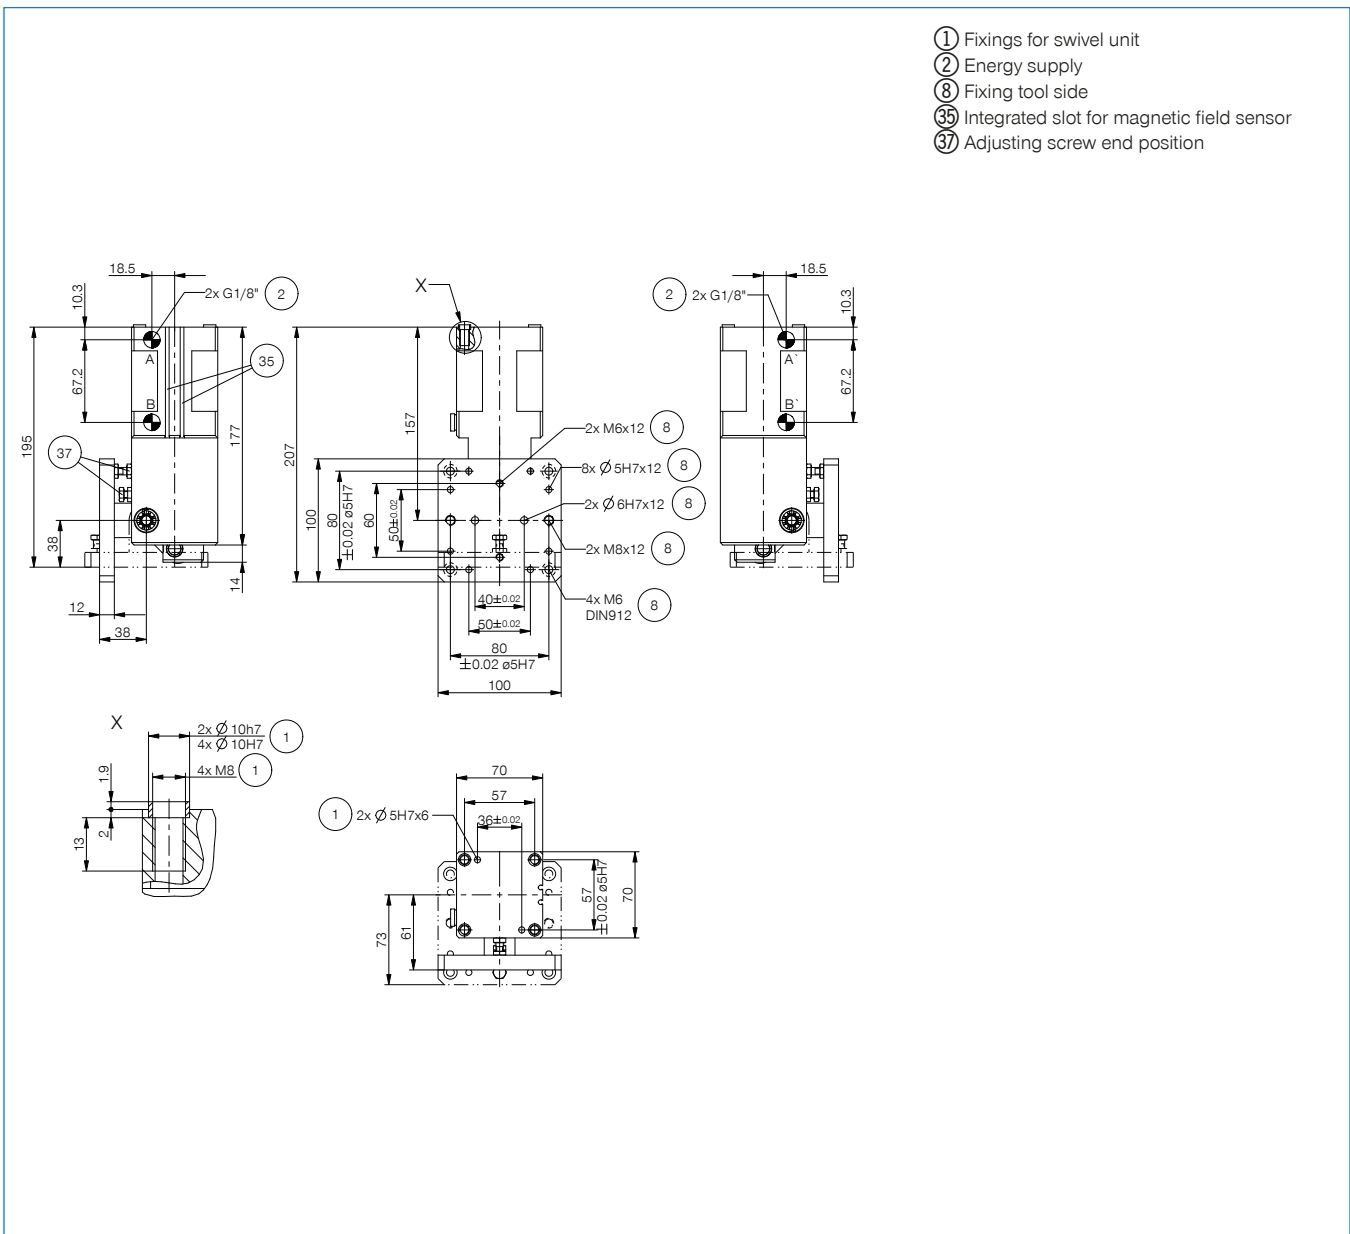 1 Fixings for swivel unit
2 Energy supply
8 Fixing tool side
35 Integrated slot for magnetic field sensor
37 Adjusting screw end position
18.5
10.3
2x G1/8" 2
A
B
35
67.2
195
177
37
38
14
12
38
X
207
157
2x M6x12 8
8x Ø 5H7x12 8
2x Ø 6H7x12 8
2x M8x12 8
4x M6 8
DIN912
100
80
±0.02 ø5H7
60
50±0.02
40±0.02
50±0.02
80
±0.02 ø5H7
100
18.5
10.3
2 2x G1/8"
A`
B`
67.2
X
2x Ø 10h7
4x Ø 10H7 1
4x M8 1
1.9
2
13
70
57
36±0.02
1 2x Ø 5H7x6
57
±0.02 ø5H7
70
73
61